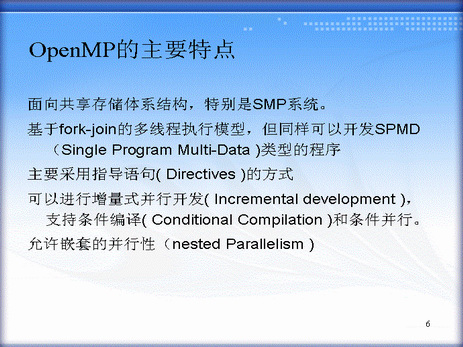 OpenMP的主要特点
面向共享存储体系结构，特别是SMP系统。
基于fork-join的多线程执行模型，但同样可以开发SPMD
（Single Program Multi-Data )类型的程序
主要采用指导语句( Directives )的方式
可以进行增量式并行开发( Incremental development )，
支持条件编译( Conditional Compilation )和条件并行。
允许嵌套的并行性（nested Parallelism )
6